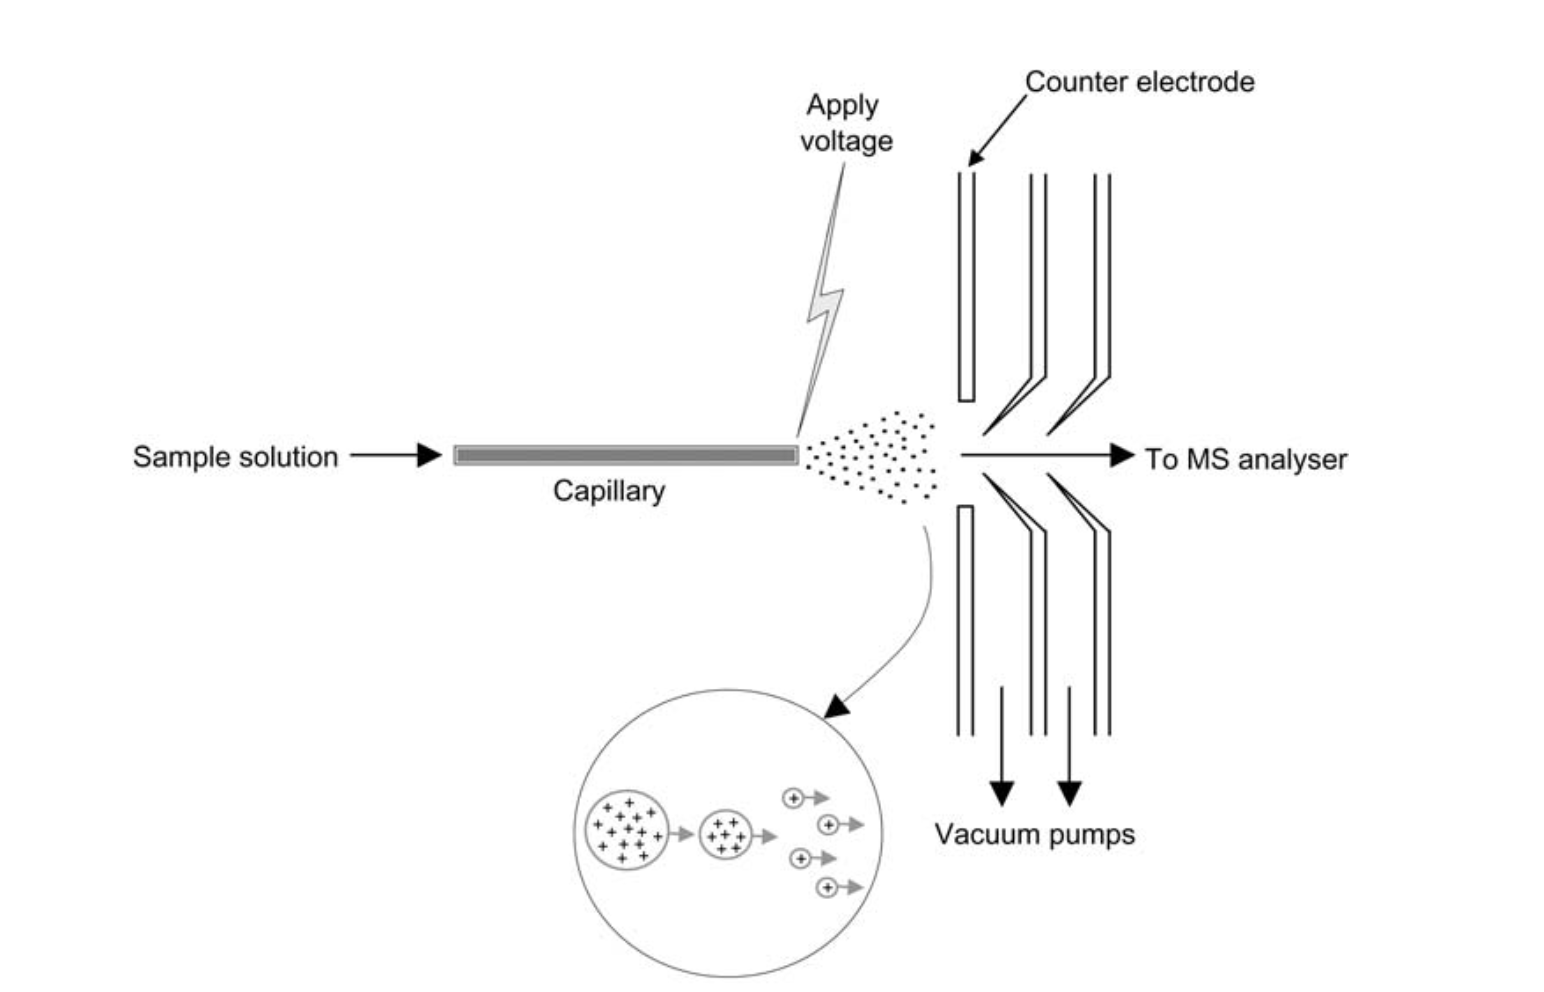 Counter electrode
Apply
voltage
Sample solution
To MS analyser
Capillary
+ + + + + + + + + + + + + + +
Vacuum pumps